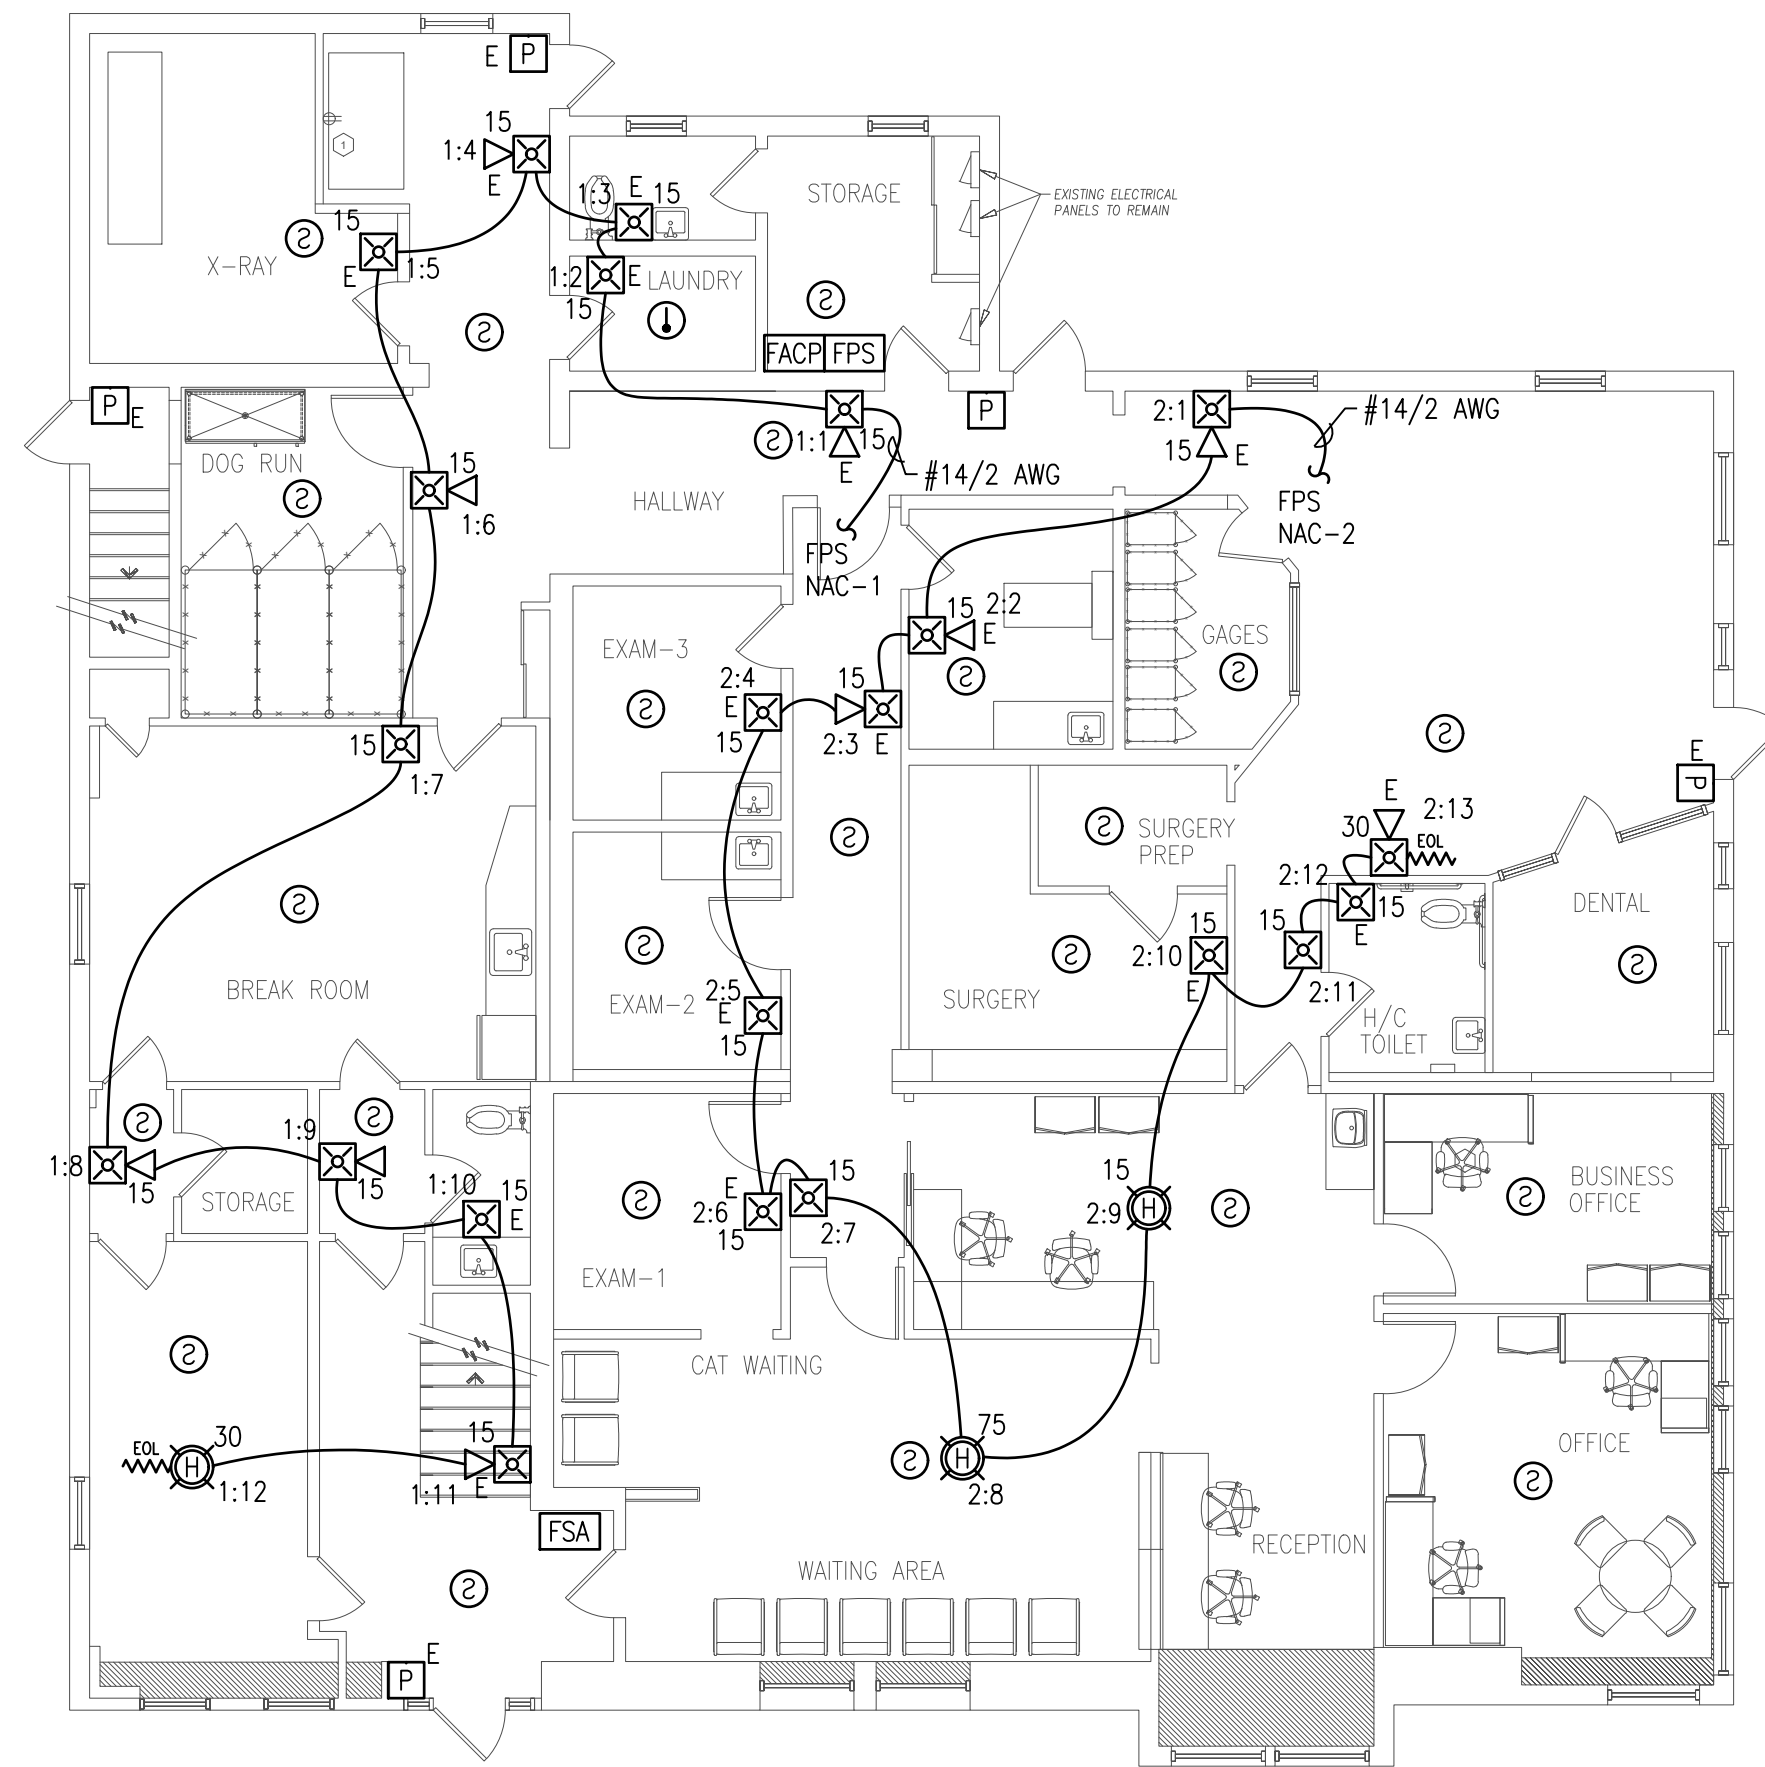 E P
15
1:4
E
1
1:3 E 15
STORAGE
EXISTING ELECTRICAL
PANELS TO REMAIN
15
S
X-RAY
E 1:5
1:2 E LAUNDRY
15
S
S
FACP FPS
P E
P
S 1:1 15
E
#14/2 AWG
2:1
15 E
#14/2 AWG
FPS
NAC-2
DOG RUN
S
15
1:6
HALLWAY
FPS
NAC-1
15 2:2
E
S
GAGES
S
EXAM-3
S
2:4
E
15
15
2:3 E
S
E
P
15
1:7
S
S SURGERY
PREP
E
30 2:13
EOL
2:12
15
E
15
2:11
DENTAL
S
S
BREAK ROOM
S
EXAM-2
2:5
E
15
S
SURGERY
15
2:10
E
H/C
TOILET
S
1:8
15
STORAGE
1:9 S
15
1:10 15
E
S
EXAM-1
E
2:6
15
15
2:7
15
2:9 H
S
S
BUSINESS
OFFICE
S
CAT WAITING
EOL H 30
1:12
15
1:11 E
FSA
S
S H 75
2:8
WAITING AREA
RECEPTION
OFFICE
S
P E